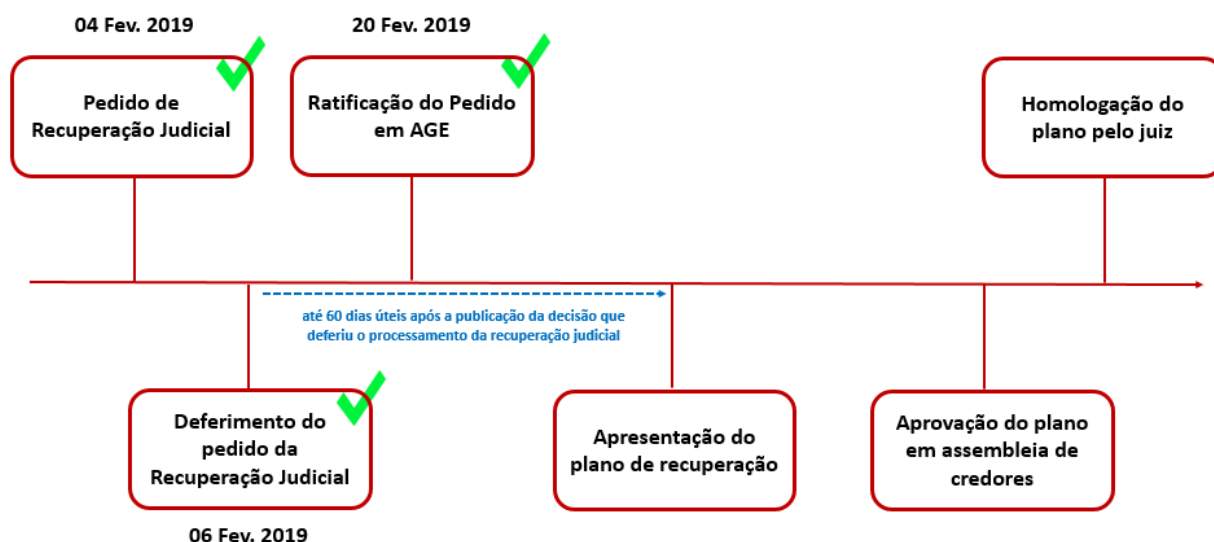 04 Fev. 2019
Pedido de
Recuperação Judicial
20 Fev. 2019
Ratificação do Pedido
em AGE
Homologação do
plano pelo juiz
até 60 dias úteis após a publicação da decisão que
deferiu o processamento da recuperação judicial
Deferimento do
pedido da
Recuperação Judicial
06 Fev. 2019
Apresentação do
plano de recuperação
Aprovação do plano
em assembleia de
credores